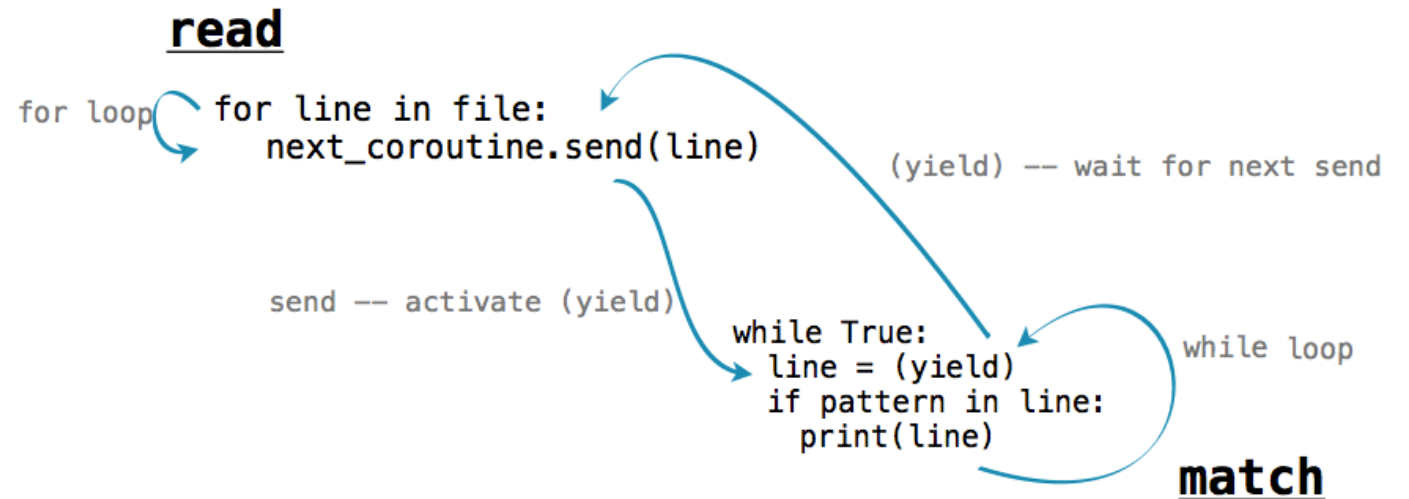 read
for loop
for line in file:
next_coroutine.send(line)
(yield) -- wait for next send
send -- activate (yield)
while True:
line = (yield)
if pattern in line:
print(line)
while loop
match